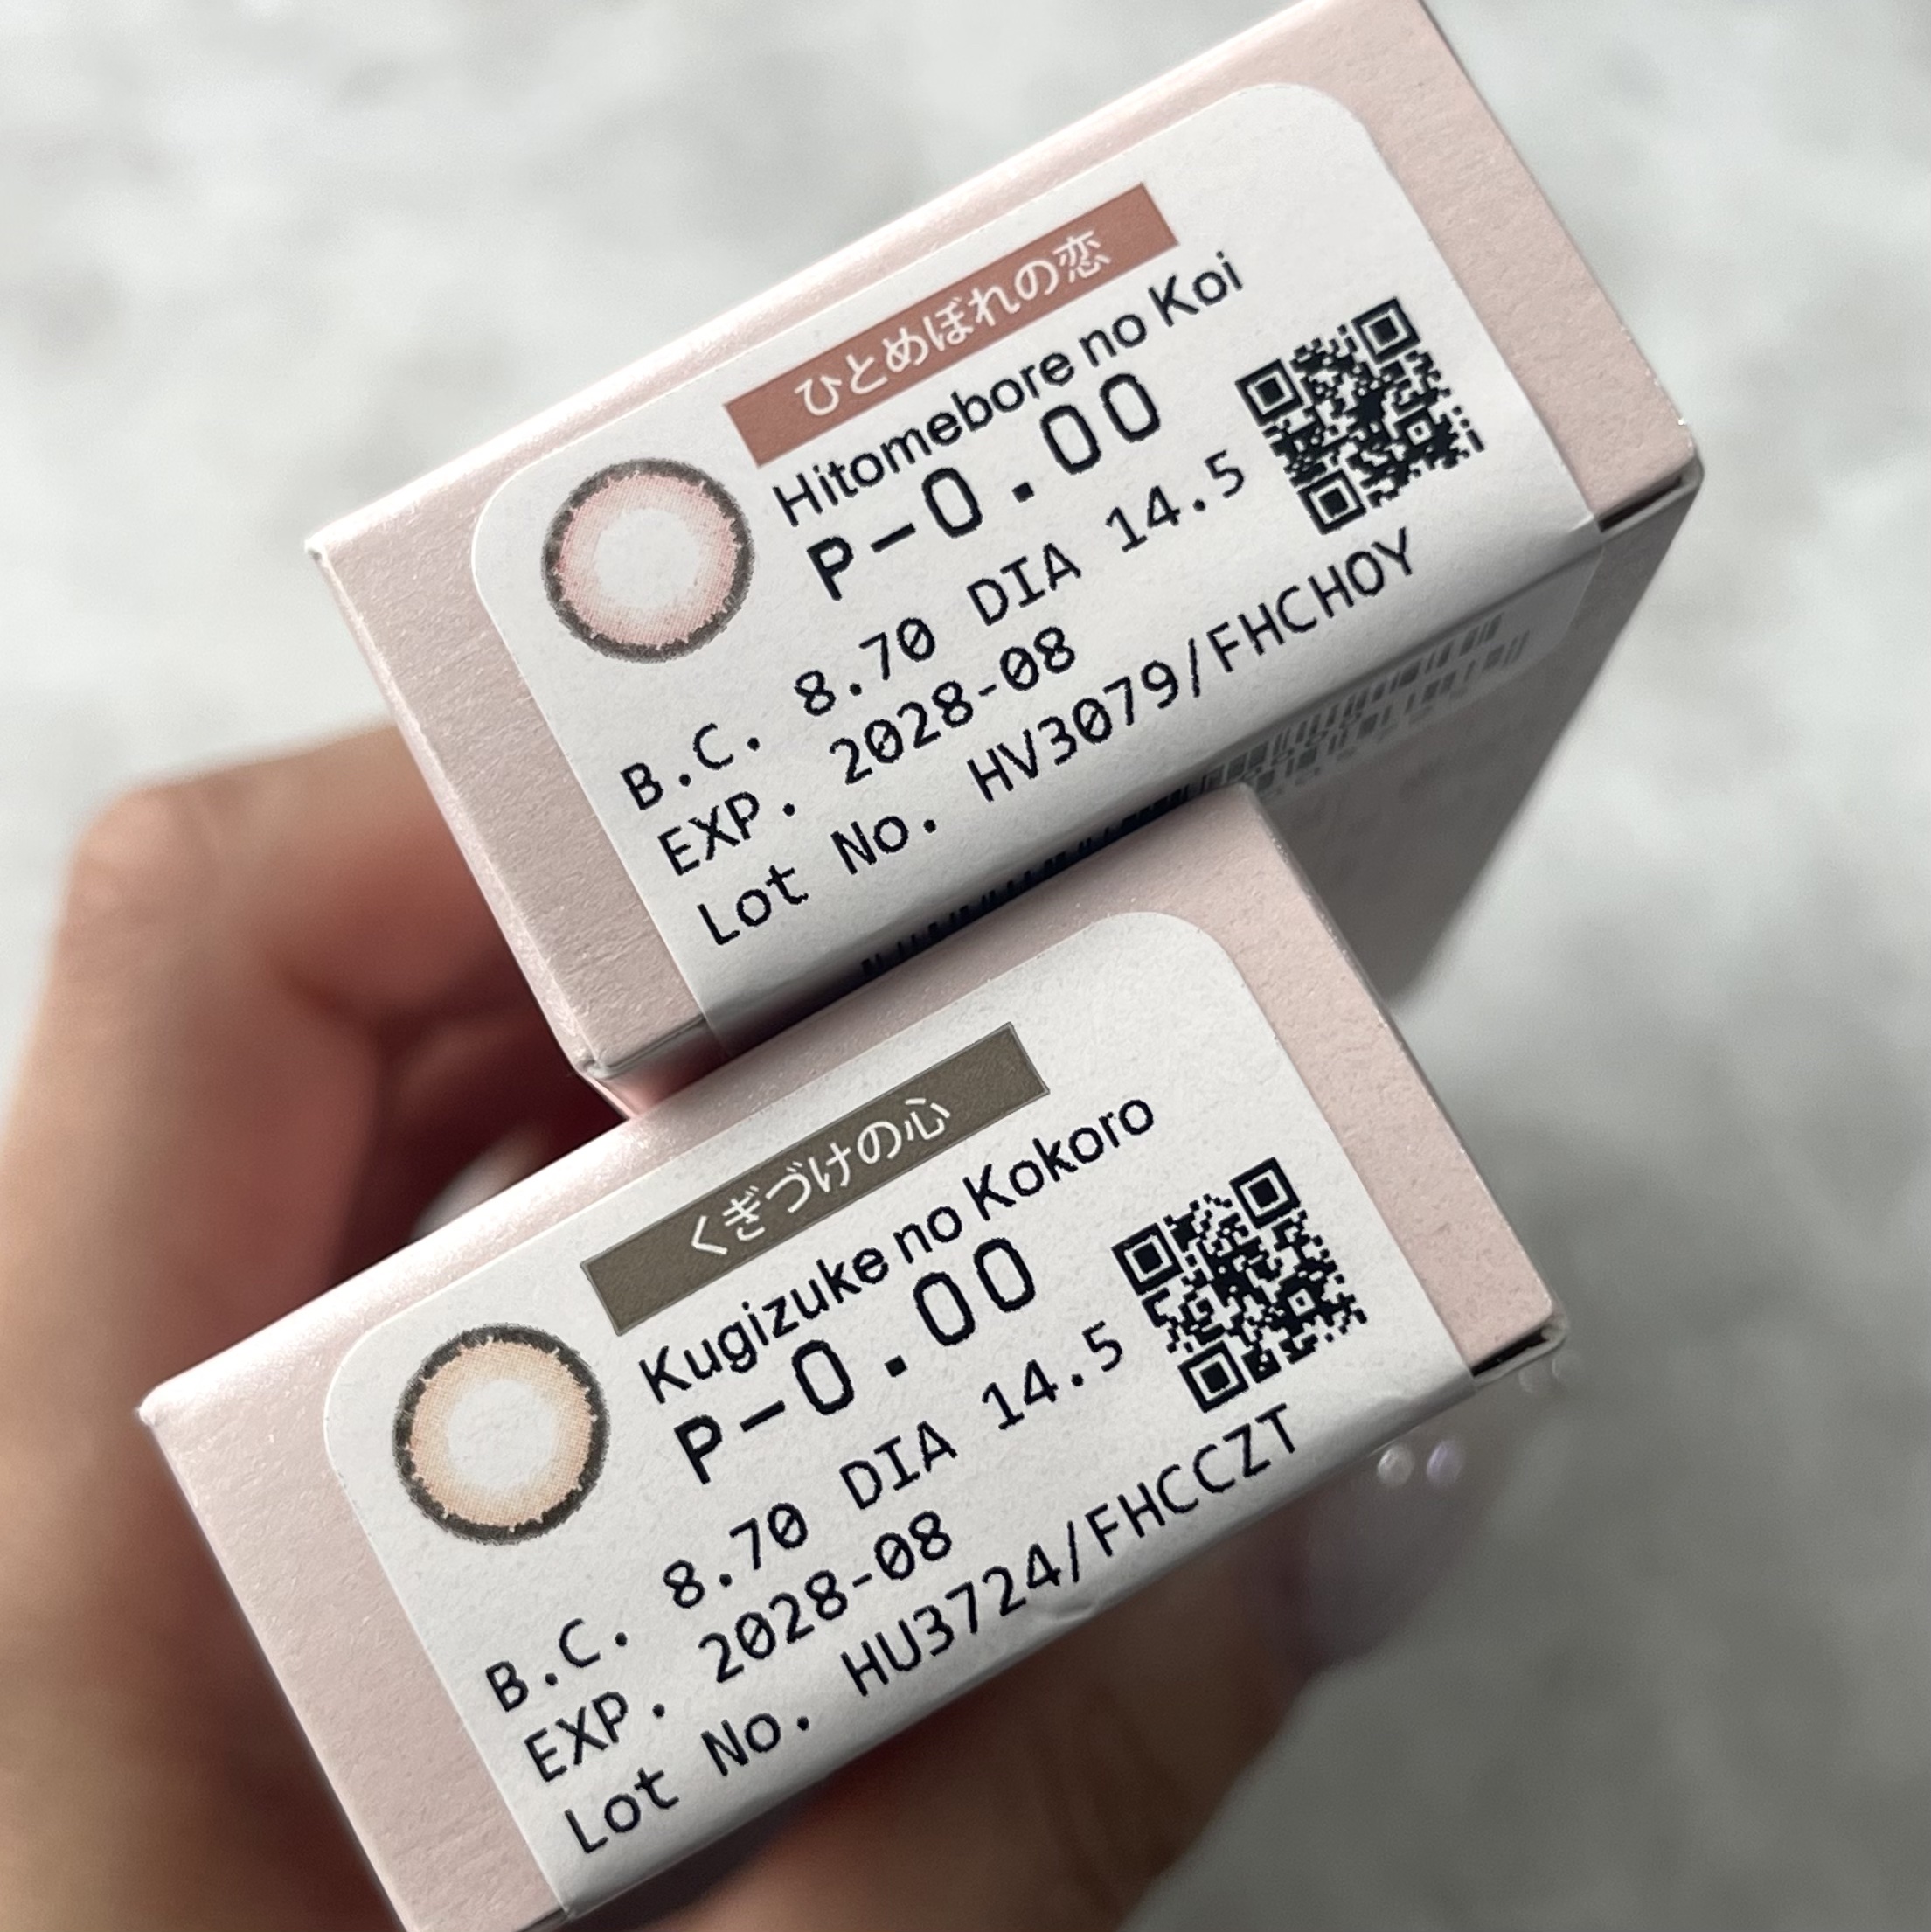 ひとめぼれの恋
Hitomebore no Koi
P-0.00
B.C. 8.70 DIA 14.5
EXP. 2028-08
Lot No. HV3079/FHCHOY
くぎづけの心
Kugizuke no Kokoro
P-0.00
B.C. 8.70 DIA 14.5
EXP. 2028-08
Lot No. HU3724/FHCCZT